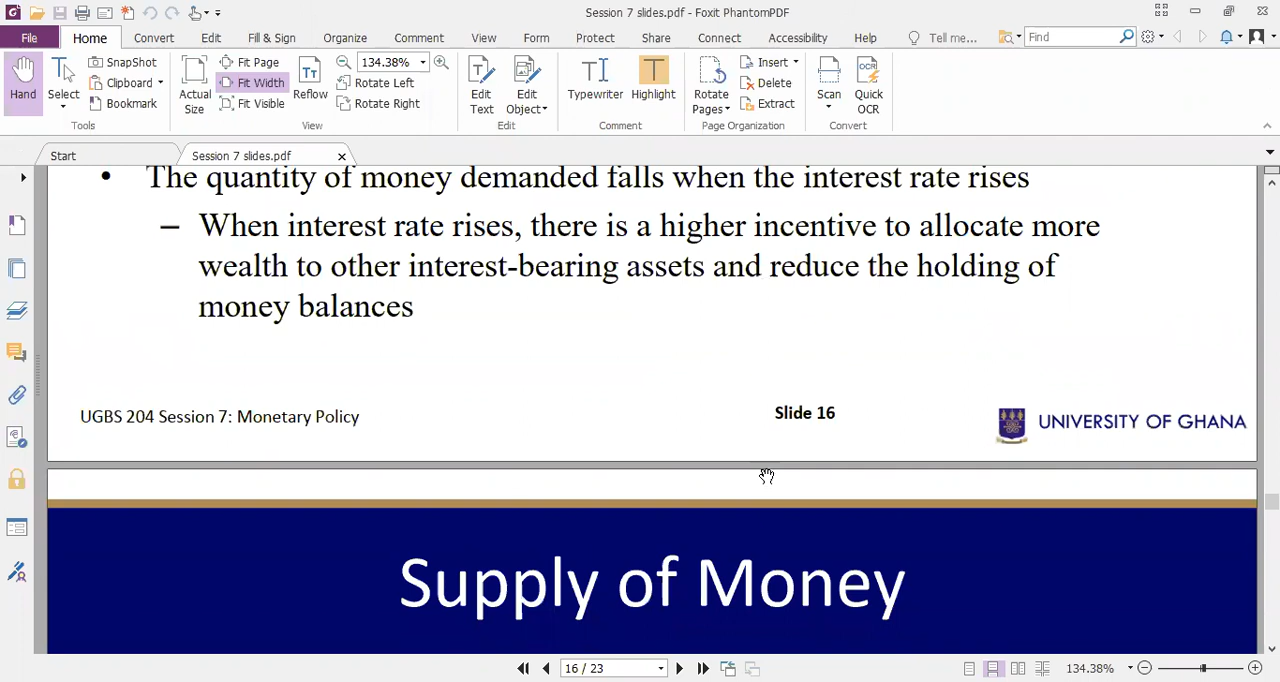 Session 7 slides.pdf - Foxit PhantomPDF
File Home Convert Edit Fill & Sign Organize Comment View Form Protect Share Connect Accessibility Help Tell me... Find
Hand Select SnapShot Clipboard Bookmark Actual Size Fit Page Fit Width Fit Visible Reflow 134.38% Rotate Left Rotate Right Edit Text Edit Object Typewriter Highlight Rotate Pages Insert Delete Extract Scan Quick OCR
Tools View Edit Comment Page Organization Convert
Start Session 7 slides.pdf
• The quantity of money demanded falls when the interest rate rises
– When interest rate rises, there is a higher incentive to allocate more
wealth to other interest-bearing assets and reduce the holding of
money balances
UGBS 204 Session 7: Monetary Policy Slide 16 UNIVERSITY OF GHANA
Supply of Money
16 / 23 134.38%